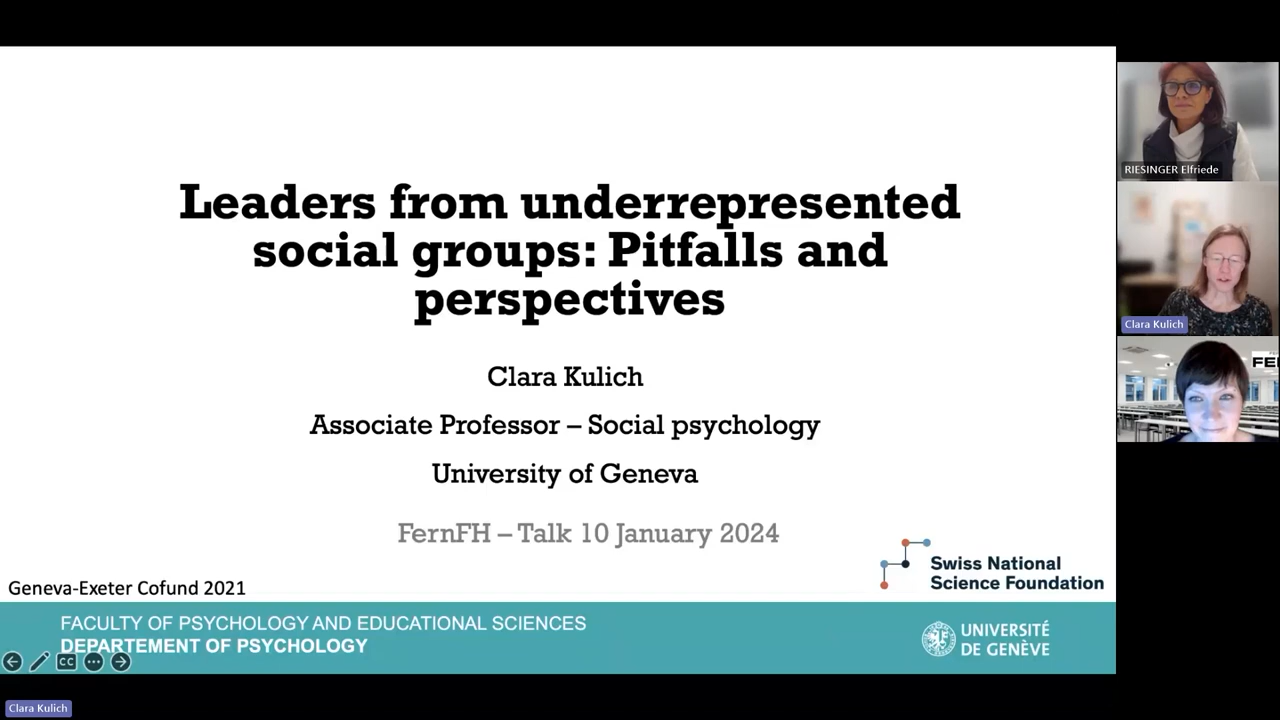 Leaders from underrepresented
social groups: Pitfalls and
perspectives
Clara Kulich
Associate Professor – Social psychology
University of Geneva
FernFH – Talk 10 January 2024
Geneva-Exeter Cofund 2021
Swiss National
Science Foundation
FACULTY OF PSYCHOLOGY AND EDUCATIONAL SCIENCES
DEPARTEMENT OF PSYCHOLOGY
UNIVERSITÉ
DE GENÈVE
CC
Clara Kulich
RIESINGER Elfriede
Clara Kulich
FE